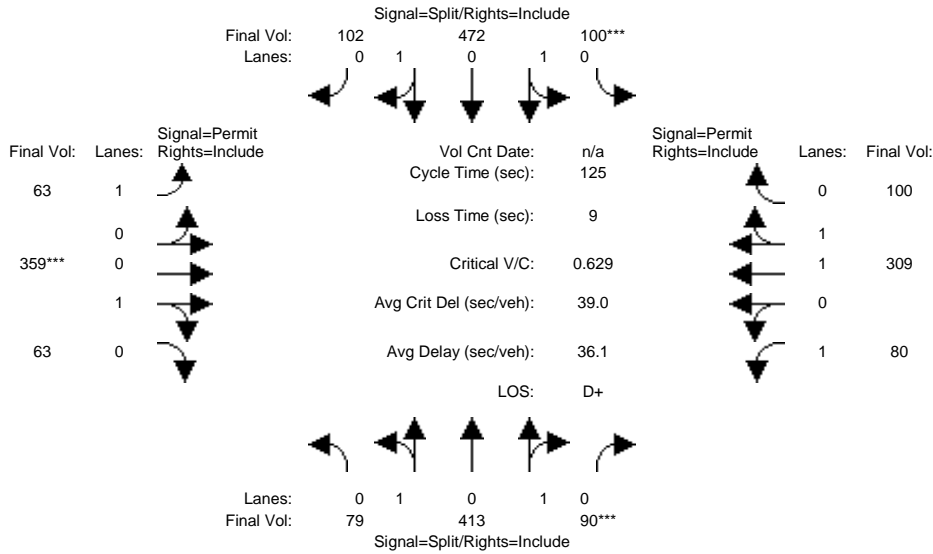 Signal=Split/Rights=Include
Final Vol: 102 472 100***
Lanes: 0 1 0 1 0
Signal=Permit
Final Vol: Lanes: Rights=Include
Vol Cnt Date: n/a
Signal=Permit
Rights=Include Lanes: Final Vol:
Cycle Time (sec): 125
63 1
0 100
Loss Time (sec): 9
0
1
359*** 0
Critical V/C: 0.629
1 309
1
Avg Crit Del (sec/veh): 39.0
0
63 0
Avg Delay (sec/veh): 36.1
1 80
LOS: D+
Lanes: 0 1 0 1 0
Final Vol: 79 413 90***
Signal=Split/Rights=Include